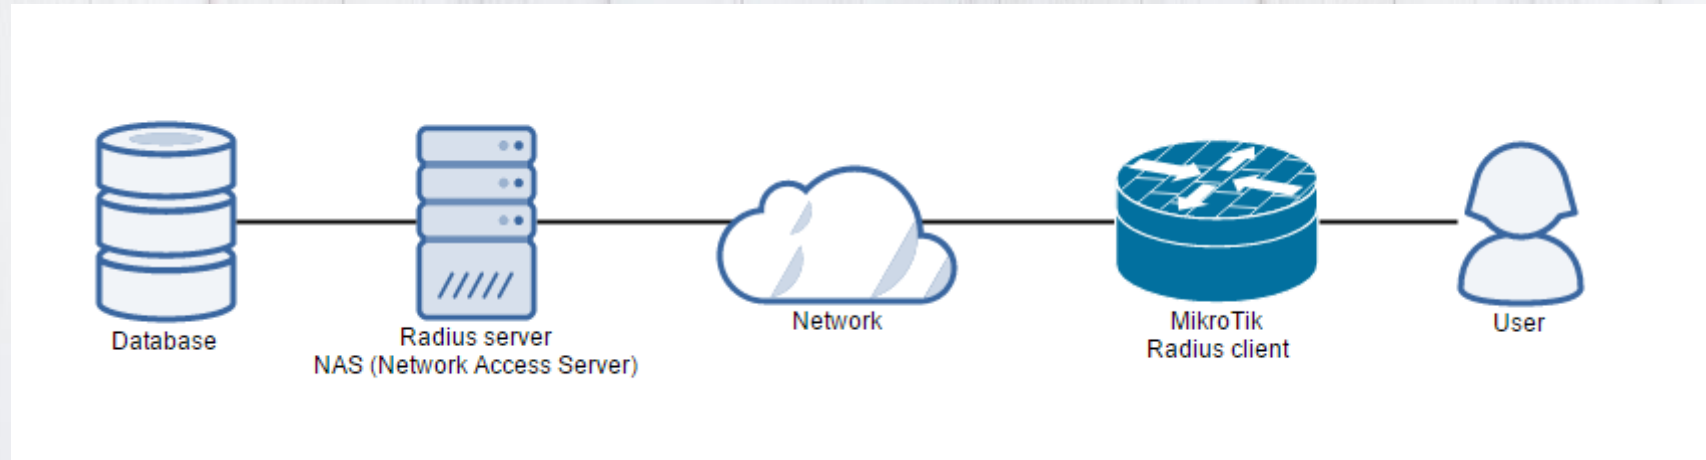 Database
Radius server
NAS (Network Access Server)
Network
MikroTik
Radius client
User